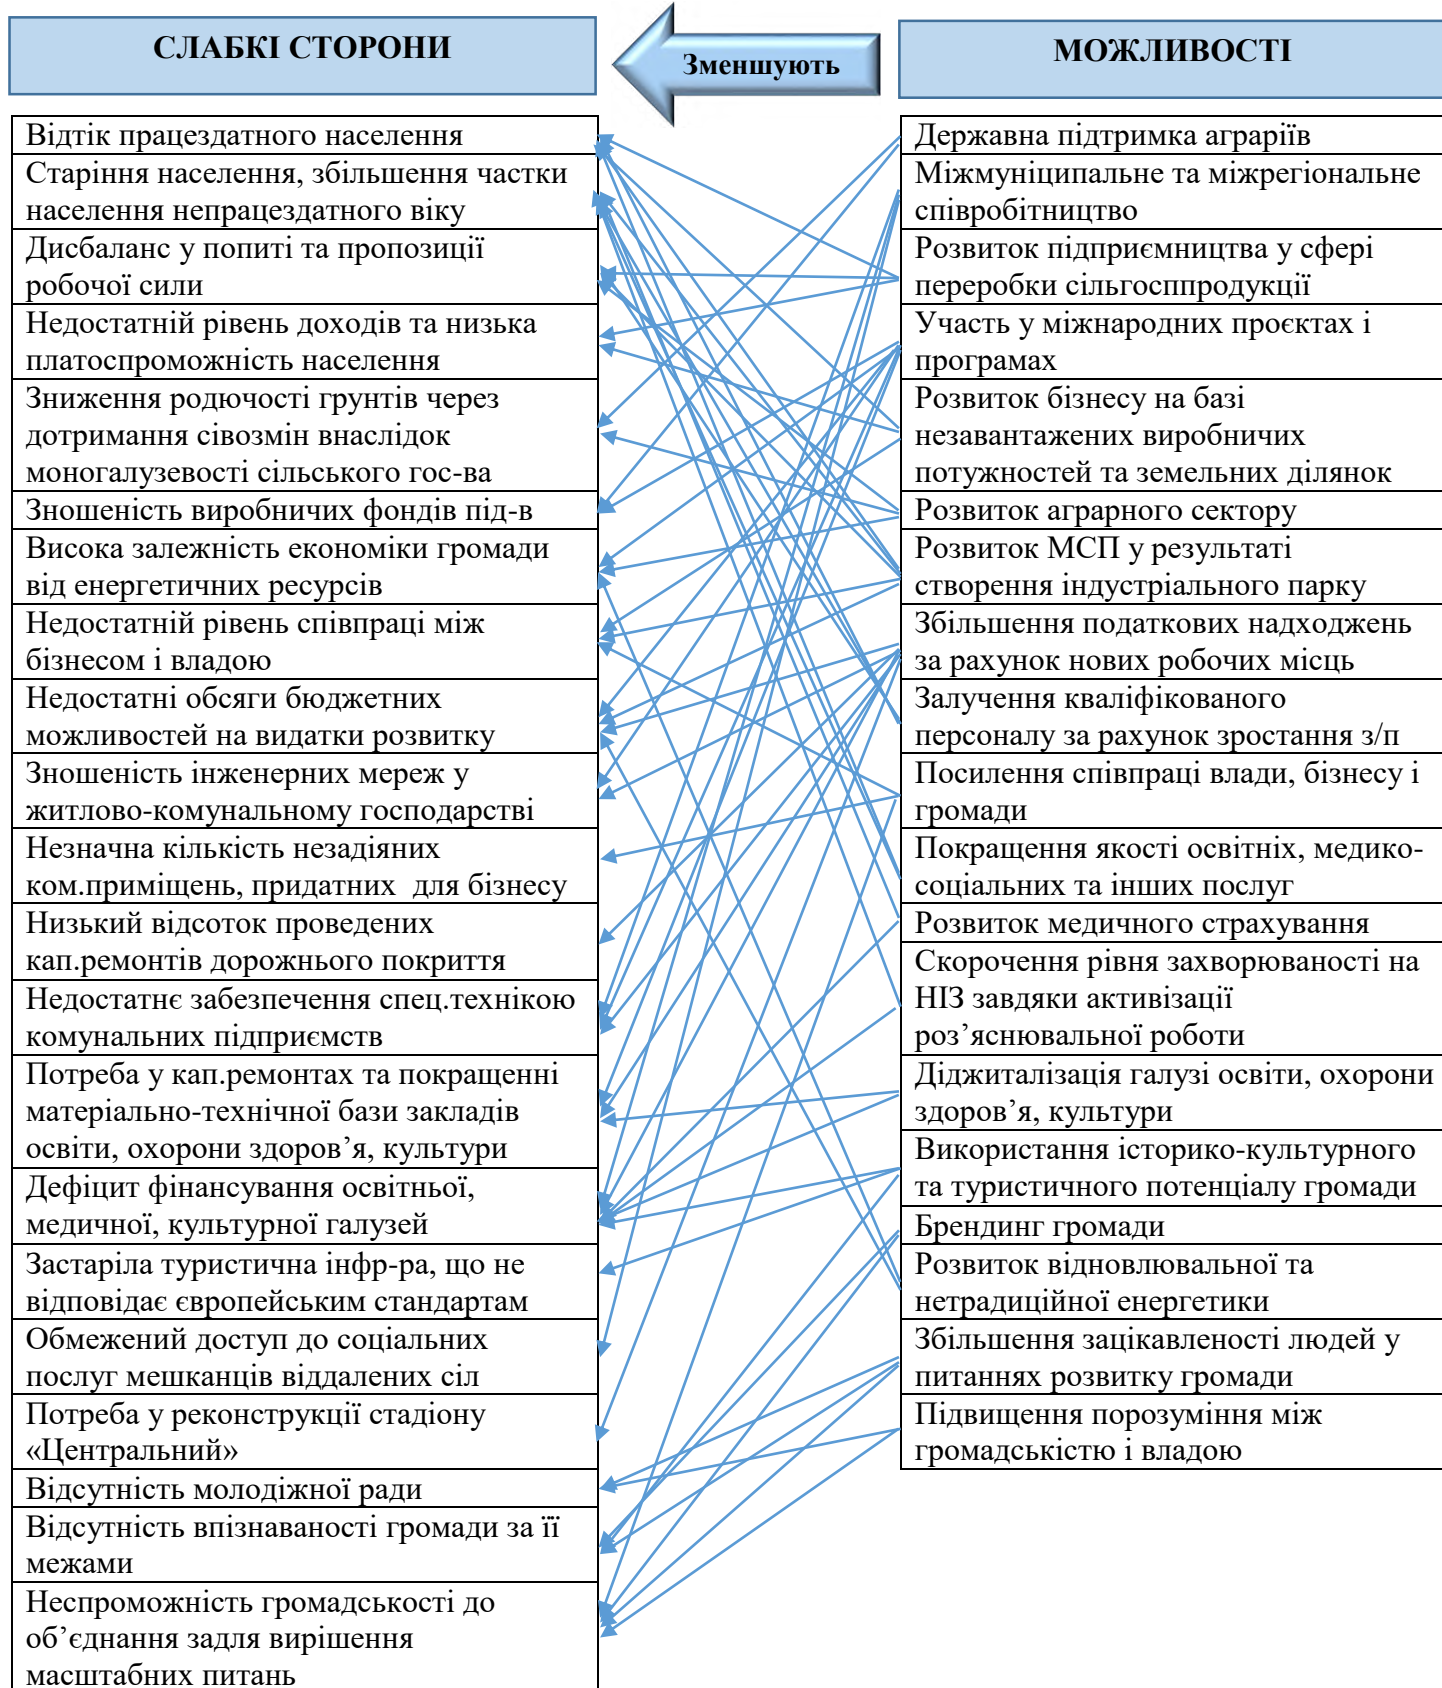 СЛАБКІ СТОРОНИ
Зменшують
МОЖЛИВОСТІ
Відтік працездатного населення
Старіння населення, збільшення частки
населення непрацездатного віку
Дисбаланс у попиті та пропозиції
робочої сили
Недостатній рівень доходів та низька
платоспроможність населення
Зниження родючості грунтів через
дотримання сівозмін внаслідок
моногалузевості сільського гос-ва
Зношеність виробничих фондів під-в
Висока залежність економіки громади
від енергетичних ресурсів
Недостатній рівень співпраці між
бізнесом і владою
Недостатні обсяги бюджетних
можливостей на видатки розвитку
Зношеність інженерних мереж у
житлово-комунальному господарстві
Незначна кількість незадіяних
ком.приміщень, придатних для бізнесу
Низький відсоток проведених
кап.ремонтів дорожнього покриття
Недостатнє забезпечення спец.технікою
комунальних підприємств
Потреба у кап.ремонтах та покращенні
матеріально-технічної бази закладів
освіти, охорони здоров’я, культури
Дефіцит фінансування освітньої,
медичної, культурної галузей
Застаріла туристична інфр-ра, що не
відповідає європейським стандартам
Обмежений доступ до соціальних
послуг мешканців віддалених сіл
Потреба у реконструкції стадіону
«Центральний»
Відсутність молодіжної ради
Відсутність впізнаваності громади за її
межами
Неспроможність громадськості до
об’єднання задля вирішення
масштабних питань
Державна підтримка аграріїв
Міжмуніципальне та міжрегіональне
співробітництво
Розвиток підприємництва у сфері
переробки сільгосппродукції
Участь у міжнародних проєктах і
програмах
Розвиток бізнесу на базі
незавантажених виробничих
потужностей та земельних ділянок
Розвиток аграрного сектору
Розвиток МСП у результаті
створення індустріального парку
Збільшення податкових надходжень
за рахунок нових робочих місць
Залучення кваліфікованого
персоналу за рахунок зростання з/п
Посилення співпраці влади, бізнесу і
громади
Покращення якості освітніх, медико-
соціальних та інших послуг
Розвиток медичного страхування
Скорочення рівня захворюваності на
НІЗ завдяки активізації
роз’яснювальної роботи
Діджиталізація галузі освіти, охорони
здоров’я, культури
Використання історико-культурного
та туристичного потенціалу громади
Брендинг громади
Розвиток відновлювальної та
нетрадиційної енергетики
Збільшення зацікавленості людей у
питаннях розвитку громади
Підвищення порозуміння між
громадськістю і владою